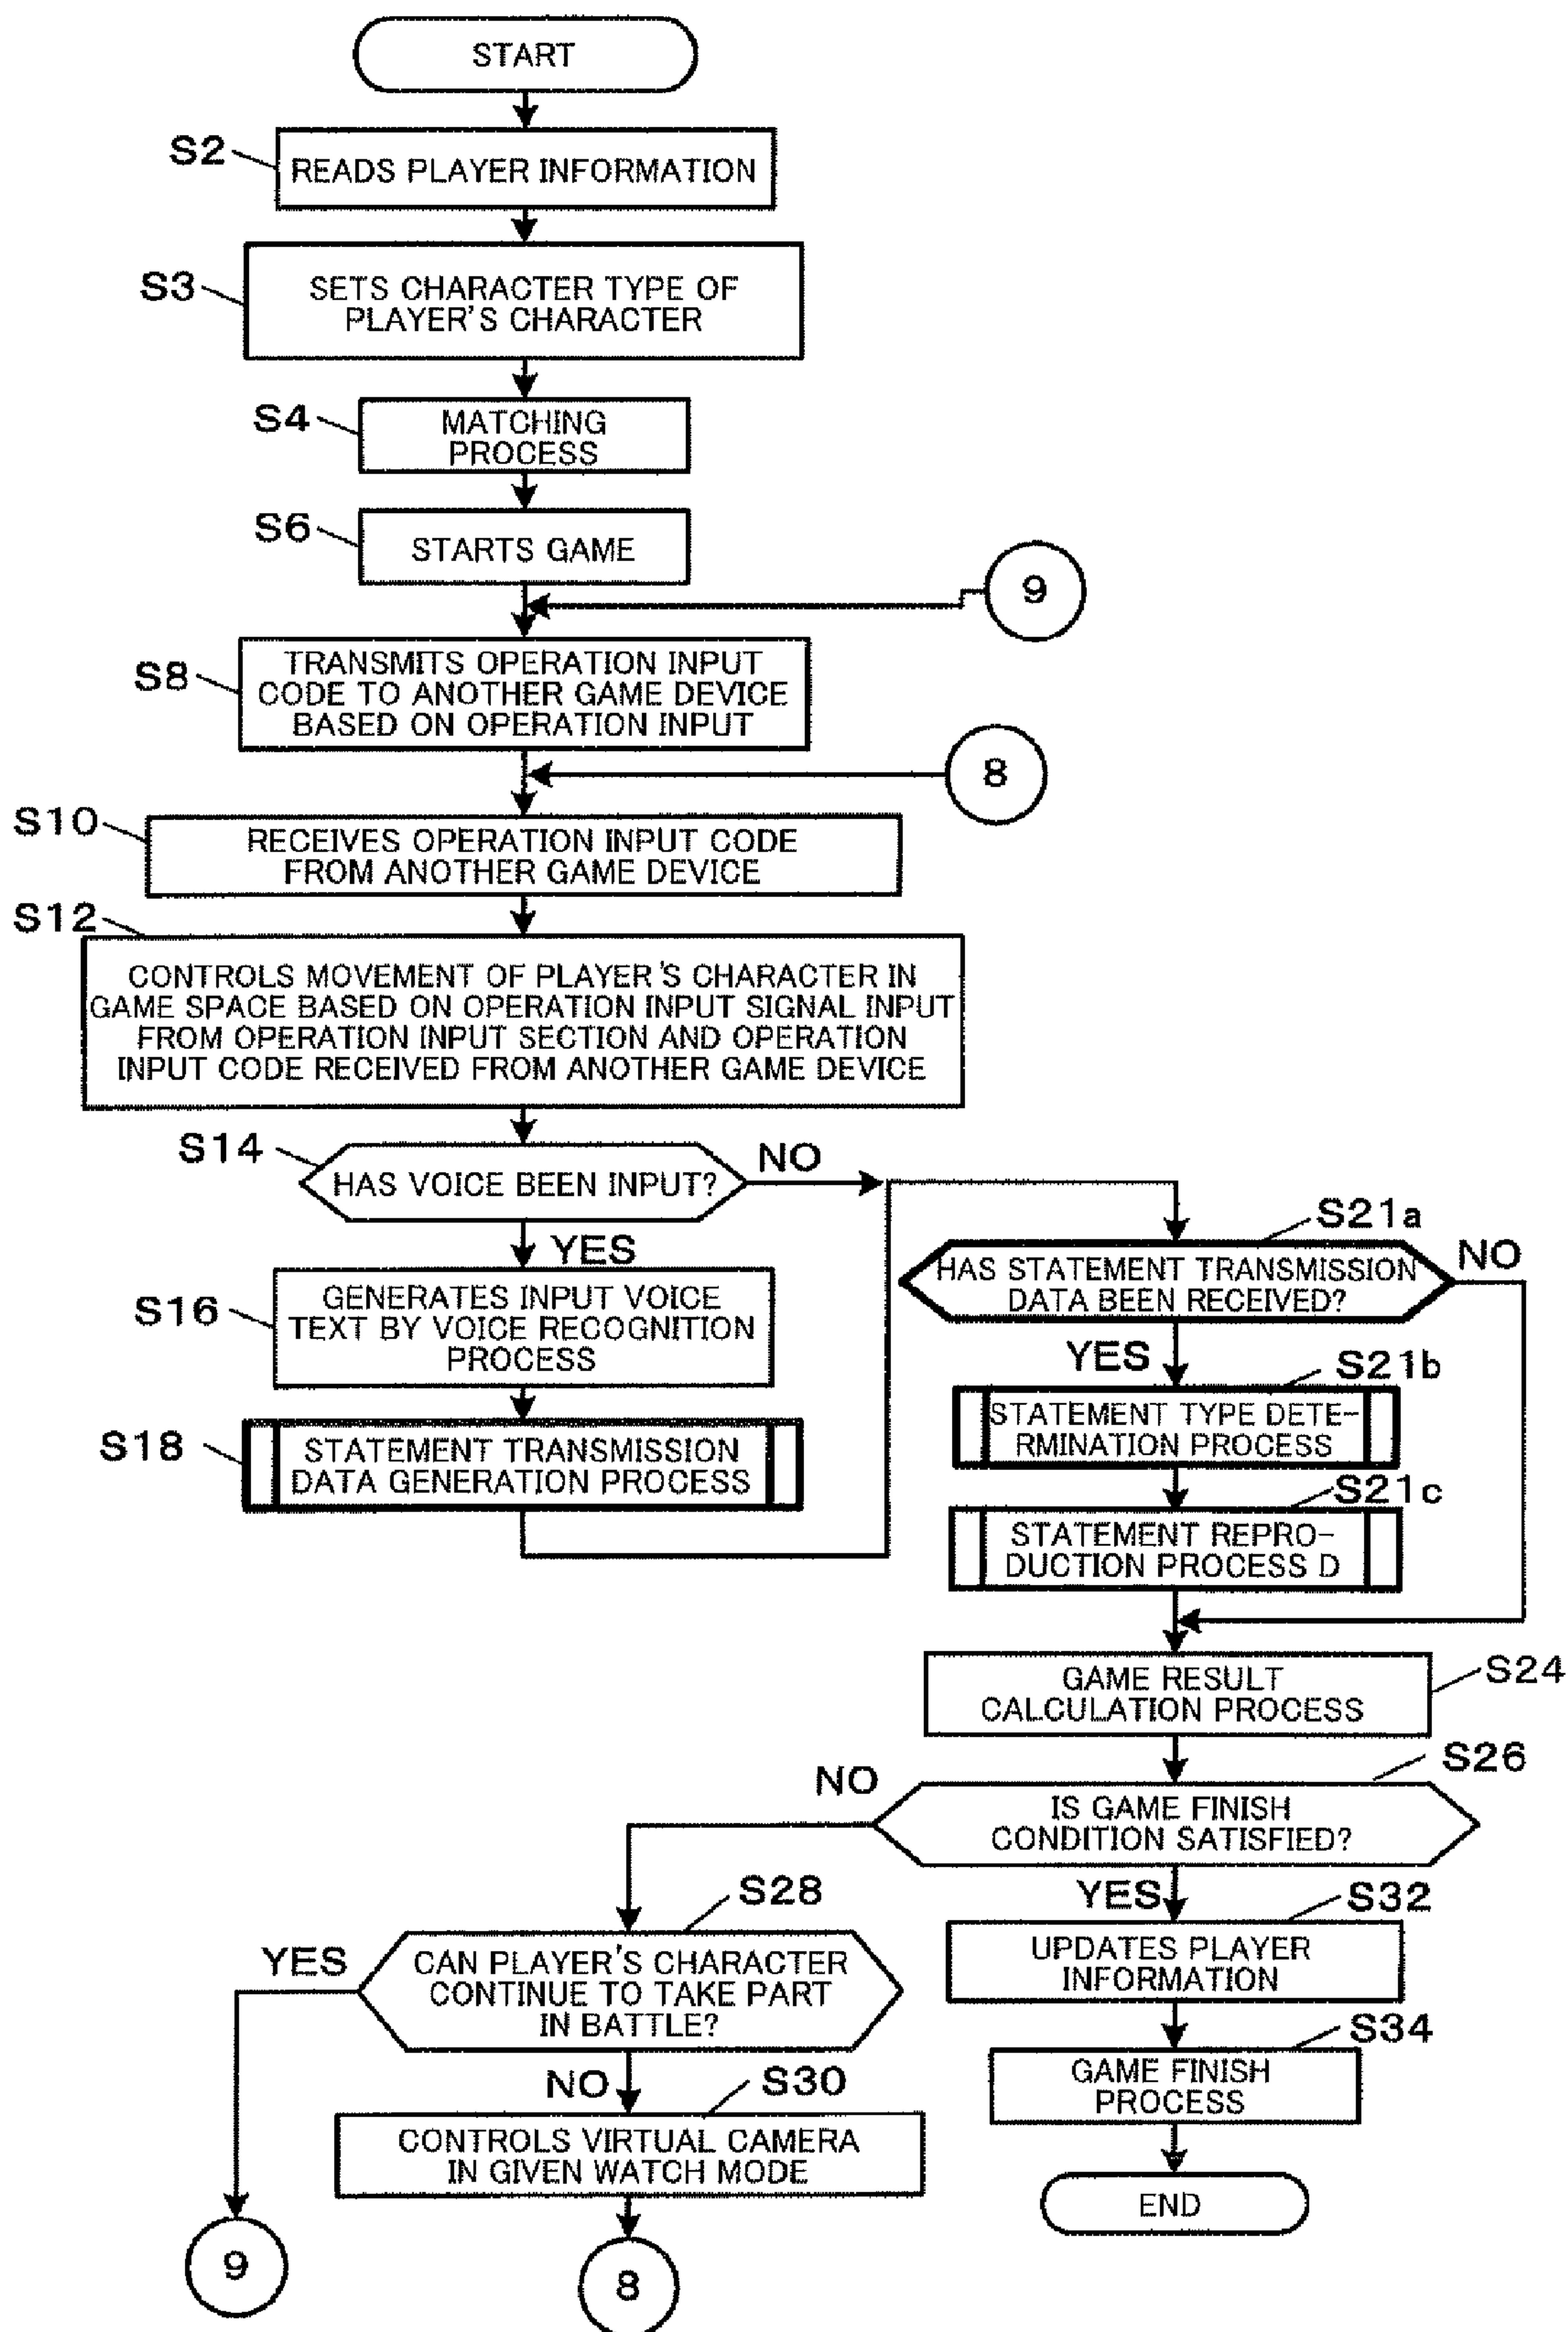 START
S2
READS PLAYER INFORMATION
S3
SETS CHARACTER TYPE OF
PLAYER'S CHARACTER
S4
MATCHING
PROCESS
S6
STARTS GAME
9
S8
TRANSMITS OPERATION INPUT
CODE TO ANOTHER GAME DEVICE
BASED ON OPERATION INPUT
8
S10
RECEIVES OPERATION INPUT CODE
FROM ANOTHER GAME DEVICE
S12
CONTROLS MOVEMENT OF PLAYER'S CHARACTER IN
GAME SPACE BASED ON OPERATION INPUT SIGNAL INPUT
FROM OPERATION INPUT SECTION AND OPERATION
INPUT CODE RECEIVED FROM ANOTHER GAME DEVICE
S14
HAS VOICE BEEN INPUT?
NO
YES
S16
GENERATES INPUT VOICE
TEXT BY VOICE RECOGNITION
PROCESS
S18
STATEMENT TRANSMISSION
DATA GENERATION PROCESS
S21a
HAS STATEMENT TRANSMISSION
DATA BEEN RECEIVED?
NO
YES
S21b
STATEMENT TYPE DETE-
RMINATION PROCESS
S21c
STATEMENT REPRO-
DUCTION PROCESS D
S24
GAME RESULT
CALCULATION PROCESS
S26
IS GAME FINISH
CONDITION SATISFIED?
NO
YES
S28
CAN PLAYER'S CHARACTER
CONTINUE TO TAKE PART
IN BATTLE?
YES
NO
S30
CONTROLS VIRTUAL CAMERA
IN GIVEN WATCH MODE
9
8
S32
UPDATES PLAYER
INFORMATION
S34
GAME FINISH
PROCESS
END